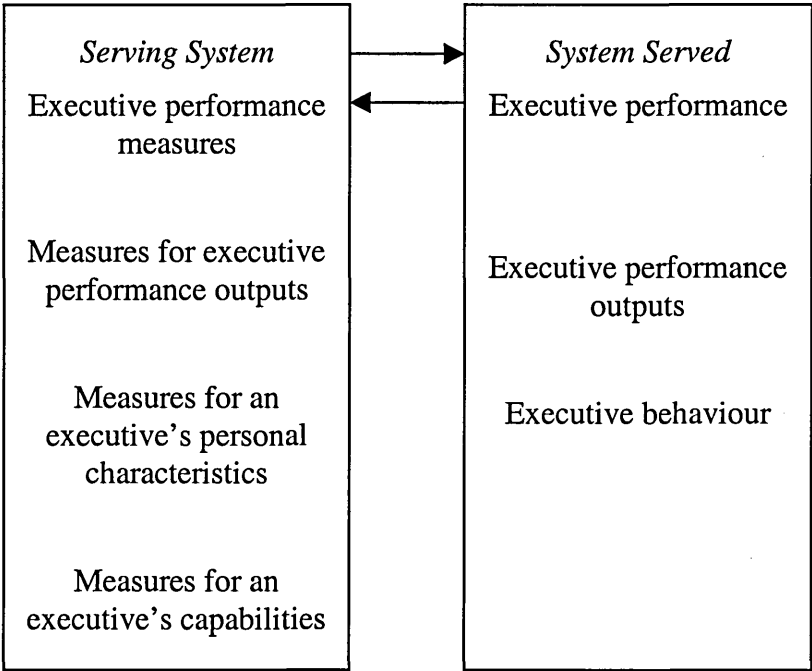 Serving System
Executive performance
measures
Measures for executive
performance outputs
Measures for an
executive’s personal
characteristics
Measures for an
executive’s capabilities
System Served
Executive performance
Executive performance
outputs
Executive behaviour